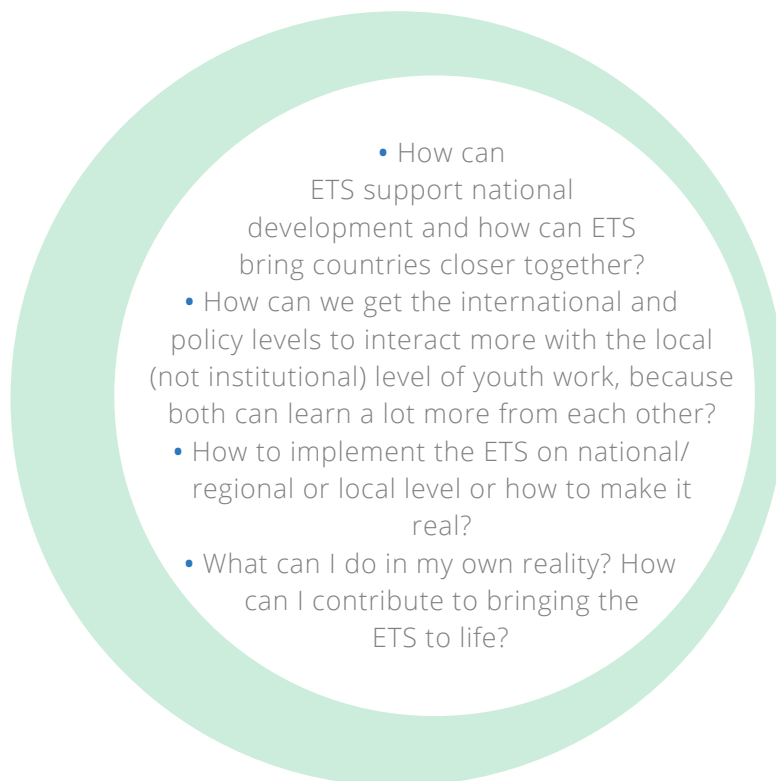 • How can
ETS support national
development and how can ETS
bring countries closer together?
• How can we get the international and
policy levels to interact more with the local
(not institutional) level of youth work, because
both can learn a lot more from each other?
• How to implement the ETS on national/
regional or local level or how to make it
real?
• What can I do in my own reality? How
can I contribute to bringing the
ETS to life?